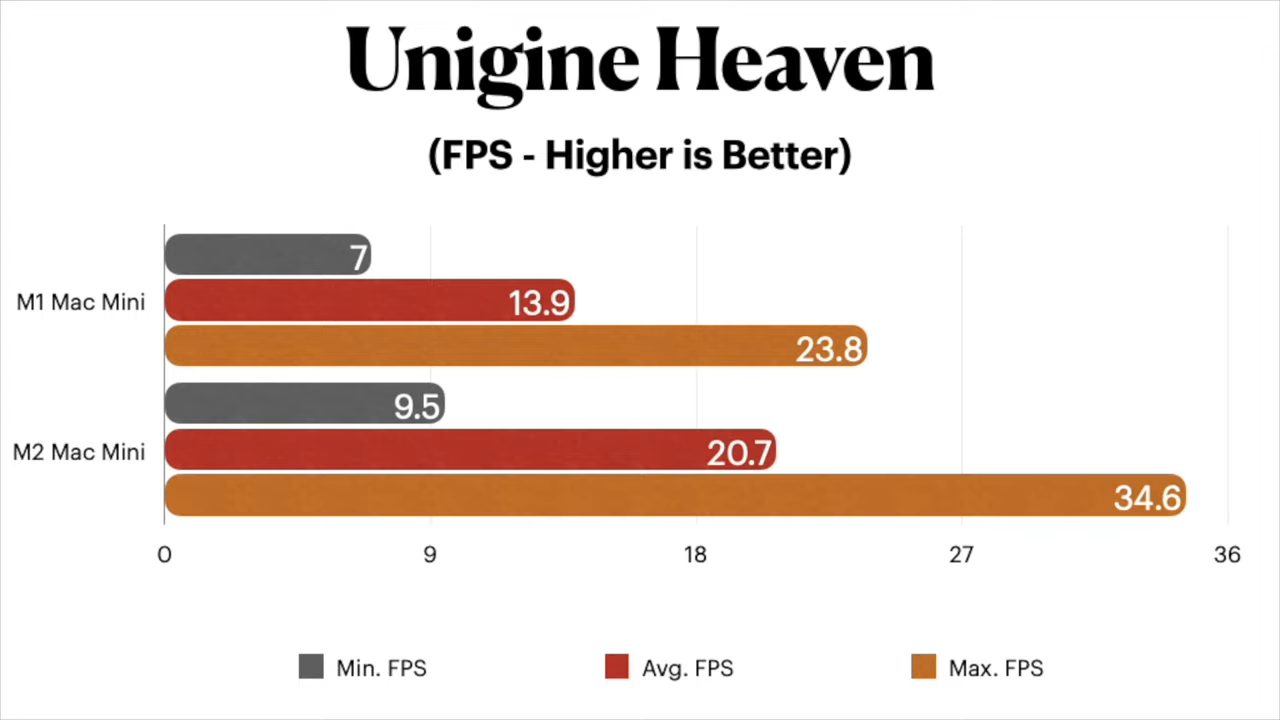 Unigine Heaven
(FPS - Higher is Better)
7
M1 Mac Mini
13.9
23.8
9.5
M2 Mac Mini
20.7
34.6
0 9 18 27 36
Min. FPS Avg. FPS Max. FPS